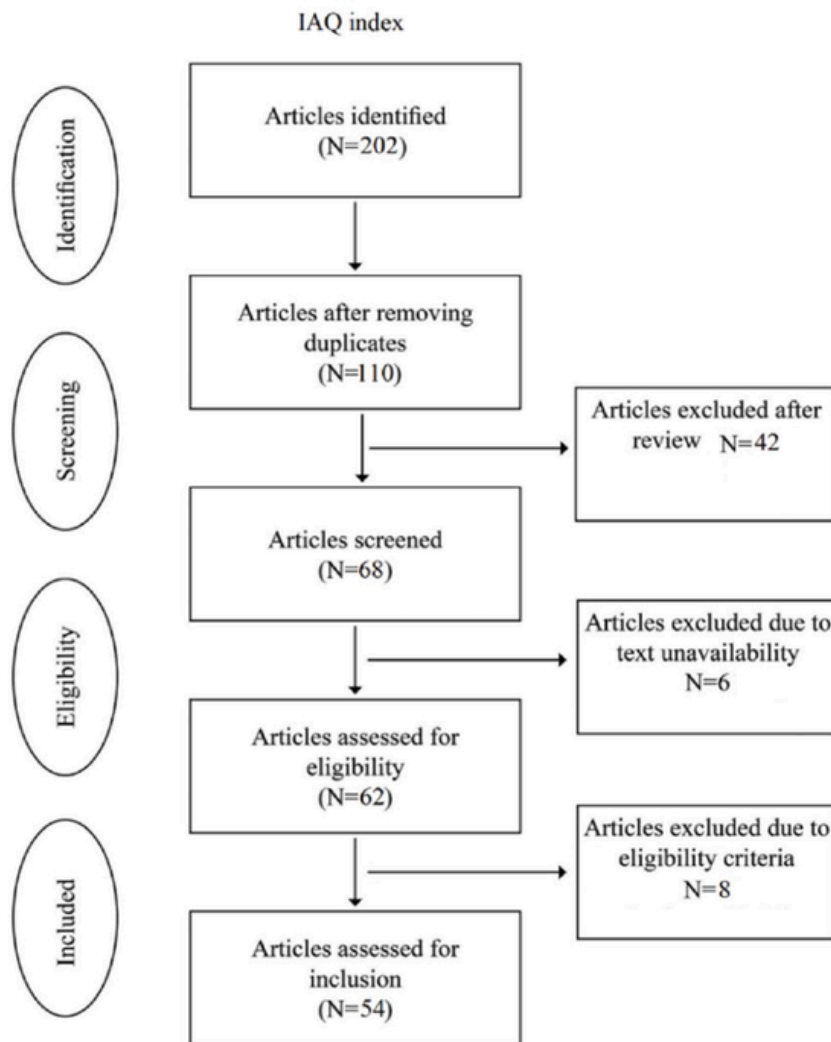 IAQ index
Identification
Articles identified
(N=202)
Articles after removing
duplicates
(N=110)
Screening
Articles excluded after
review N=42
Articles screened
(N=68)
Eligibility
Articles excluded due to
text unavailability
N=6
Articles assessed for
eligibility
(N=62)
Included
Articles excluded due to
eligibility criteria
N=8
Articles assessed for
inclusion
(N=54)